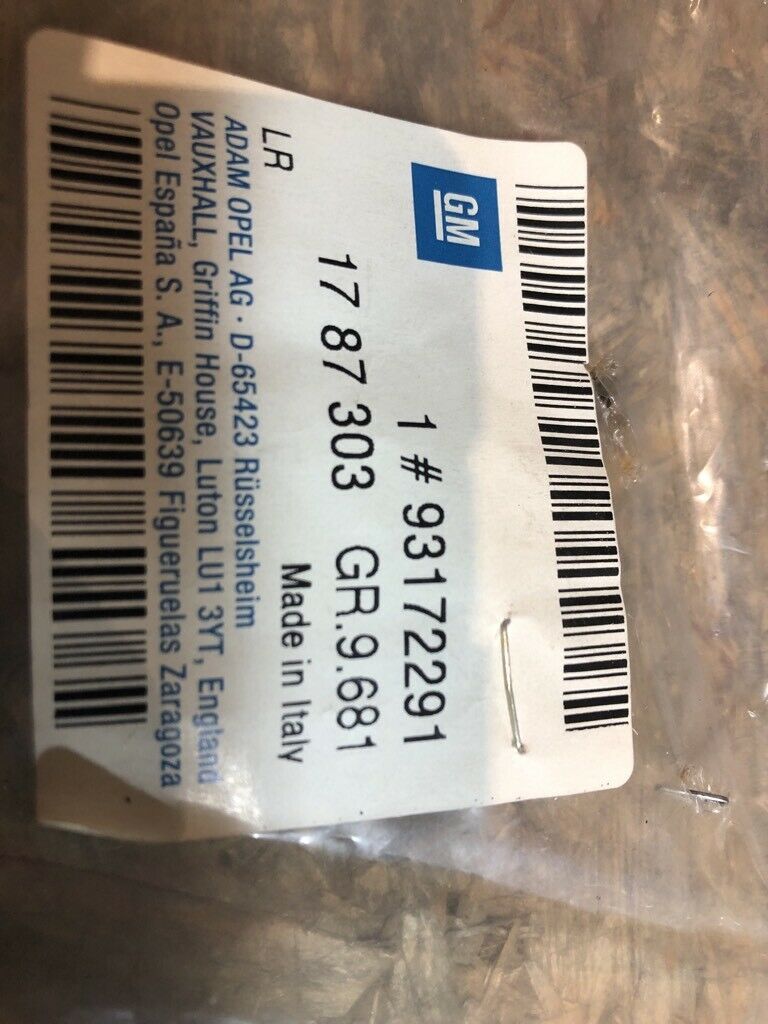 GM
1 # 93172291
17 87 303 GR.9.681
Made in Italy
LR
ADAM OPEL AG · D-65423 Rüsselsheim
VAUXHALL, Griffin House, Luton LU1 3YT, England
Opel España S. A., E-50639 Figueruelas Zaragoza